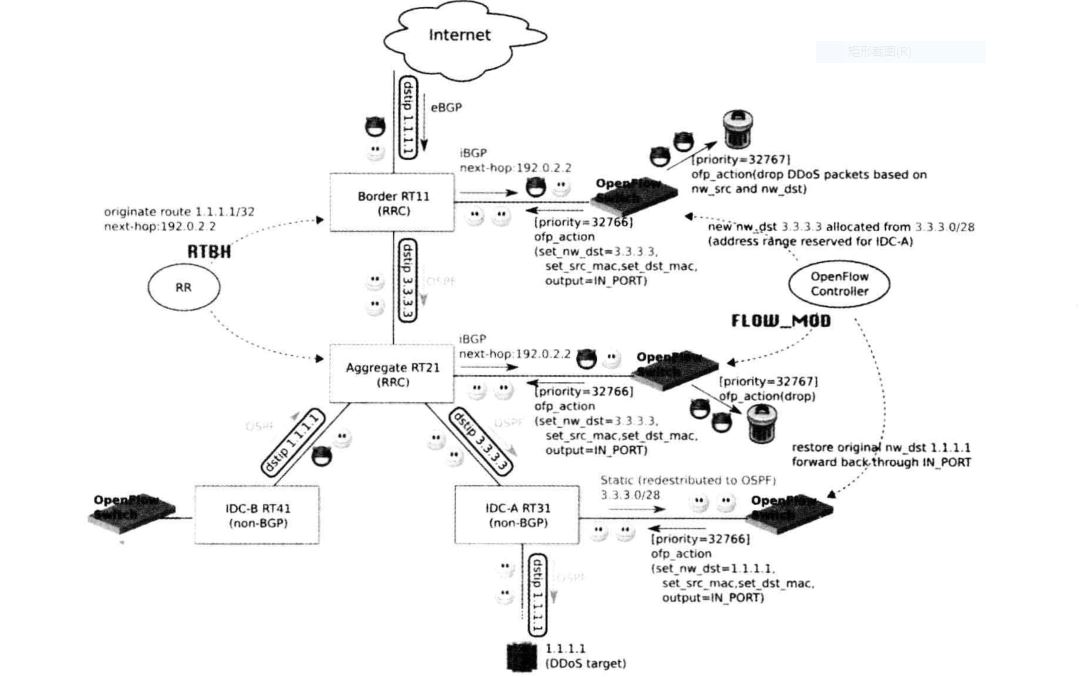 矩形截图(R)
Internet
dstip 1.1.1.1
eBGP
iBGP
next-hop:192.0.2.2
[priority=32767]
ofp_action(drop DDoS packets based on
nw_src and nw_dst)
OpenFlow
Switch
Border RT11
(RRC)
originate route 1.1.1.1/32
next-hop:192.0.2.2
RTBH
RR
[priority=32766]
ofp_action
(set_nw_dst=3.3.3.3,
set_src_mac,set_dst_mac,
output=IN_PORT)
new nw_dst 3.3.3.3 allocated from 3.3.3.0/28
(address range reserved for IDC-A)
dstip 3.3.3.3
OSPF
OpenFlow
Controller
FLOW_MOD
iBGP
next-hop:192.0.2.2
OpenFlow
Switch
Aggregate RT21
(RRC)
[priority=32767]
ofp_action(drop)
[priority=32766]
ofp_action
(set_nw_dst=3.3.3.3,
set_src_mac,set_dst_mac,
output=IN_PORT)
OSPF
dstip 1.1.1.1
dstip 3.3.3.3
OSPF
restore original nw_dst 1.1.1.1
forward back through IN_PORT
OpenFlow
Switch
IDC-B RT41
(non-BGP)
IDC-A RT31
(non-BGP)
Static (redestributed to OSPF)
3.3.3.0/28
OpenFlow
Switch
[priority=32766]
ofp_action
(set_nw_dst=1.1.1.1,
set_src_mac,set_dst_mac,
output=IN_PORT)
dstip 1.1.1.1
OSPF
1.1.1.1
(DDoS target)